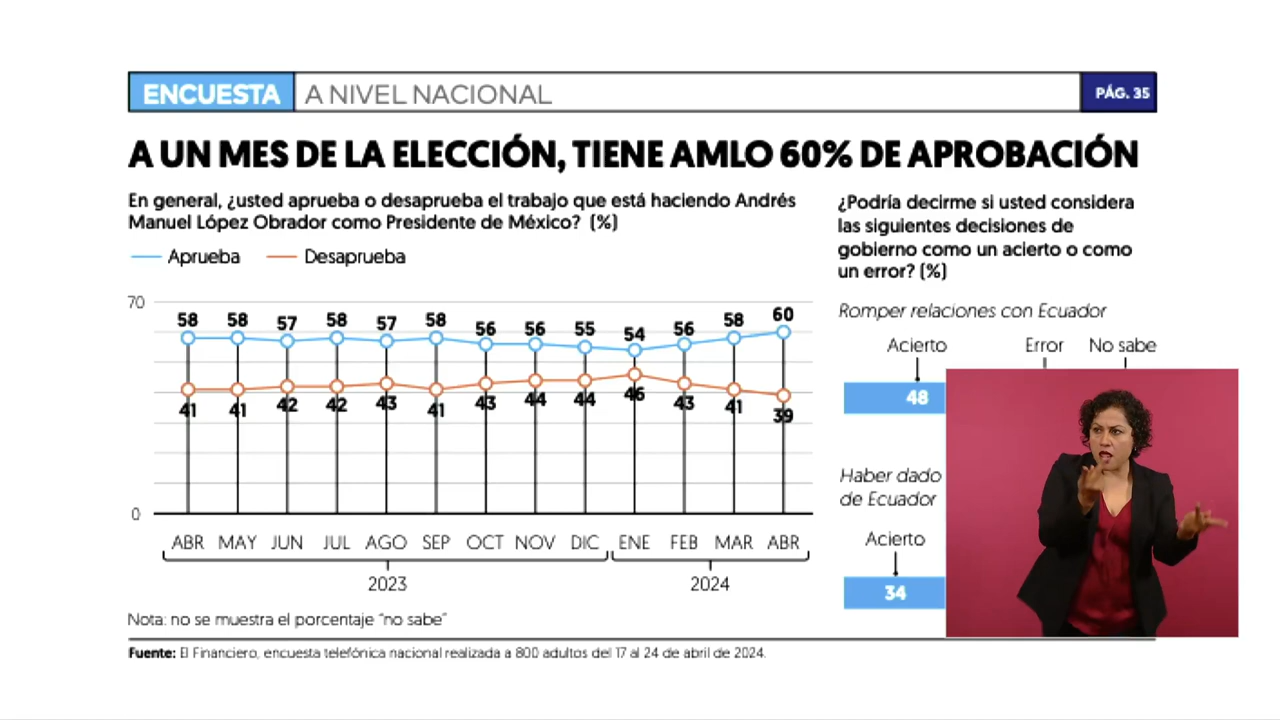 ENCUESTA A NIVEL NACIONAL PÁG. 35
A UN MES DE LA ELECCIÓN, TIENE AMLO 60% DE APROBACIÓN
En general, ¿usted aprueba o desaprueba el trabajo que está haciendo Andrés
Manuel López Obrador como Presidente de México? (%)
Aprueba Desaprueba
70
58 58 57 58 57 58 56 56 55 54 56 58 60
41 41 42 42 43 41 43 44 44 46 43 41 39
0
ABR MAY JUN JUL AGO SEP OCT NOV DIC ENE FEB MAR ABR
2023 2024
Nota: no se muestra el porcentaje “no sabe”
¿Podría decirme si usted considera
las siguientes decisiones de
gobierno como un acierto o como
un error? (%)
Romper relaciones con Ecuador
Acierto Error No sabe
48
Haber dado
de Ecuador
Acierto
34
Fuente: El Financiero, encuesta telefónica nacional realizada a 800 adultos del 17 al 24 de abril de 2024.